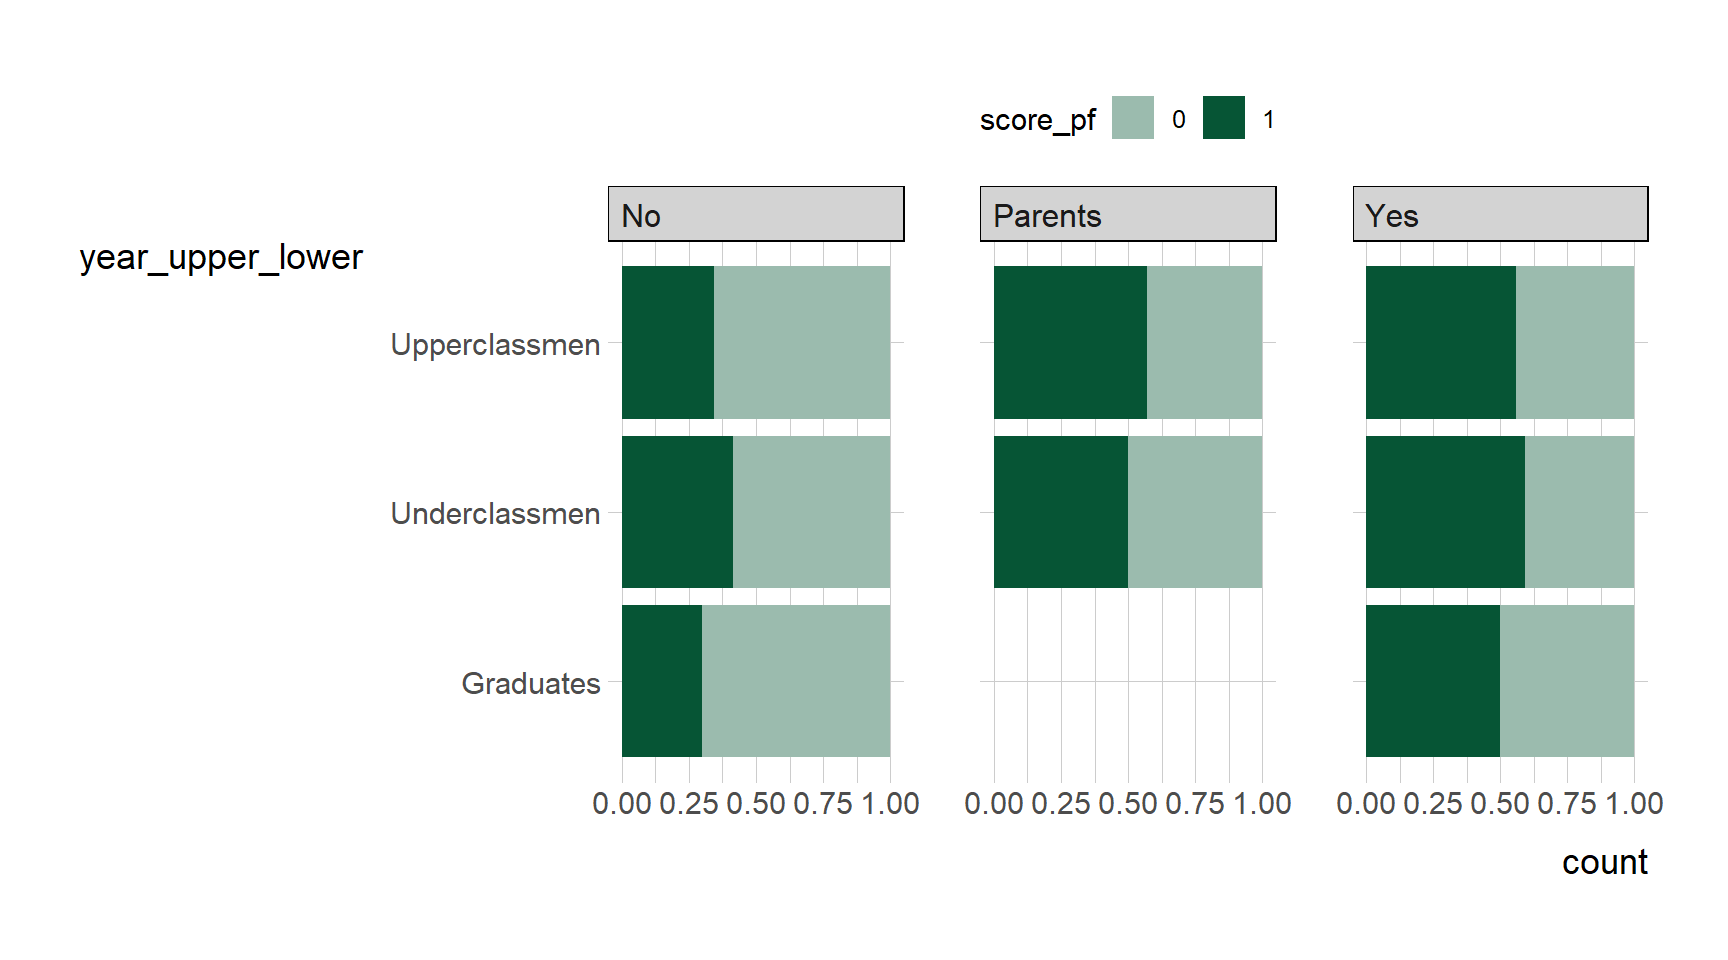 score_pf 0 1
No Parents Yes
year_upper_lower
Upperclassmen
Underclassmen
Graduates
0.00 0.25 0.50 0.75 1.00 0.00 0.25 0.50 0.75 1.00 0.00 0.25 0.50 0.75 1.00
count